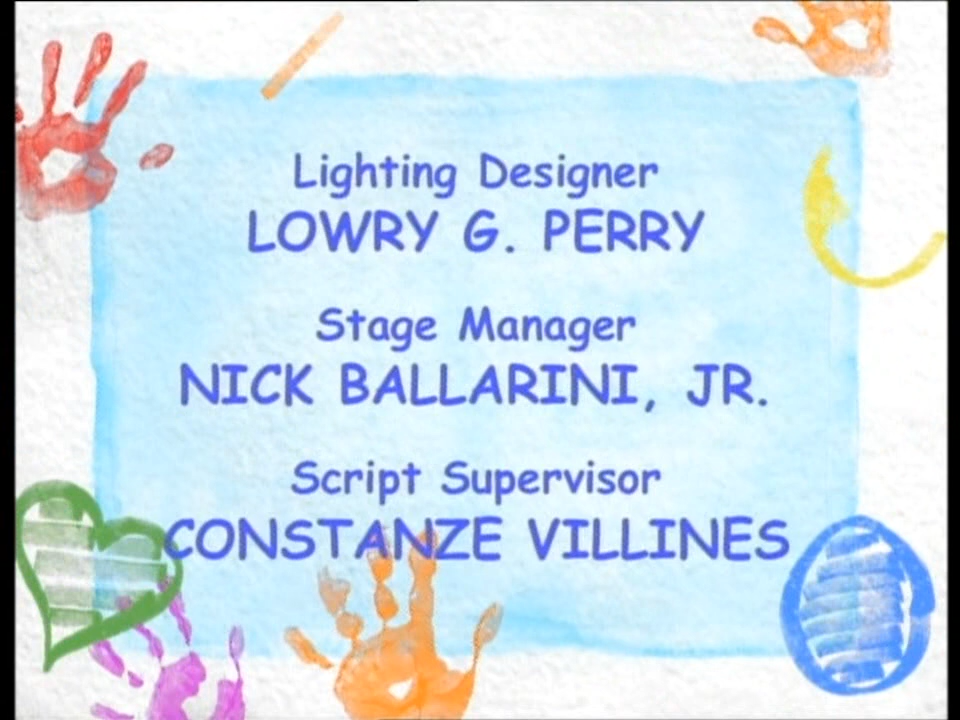 Lighting Designer
LOWRY G. PERRY
Stage Manager
NICK BALLARINI, JR.
Script Supervisor
CONSTANZE VILLINES